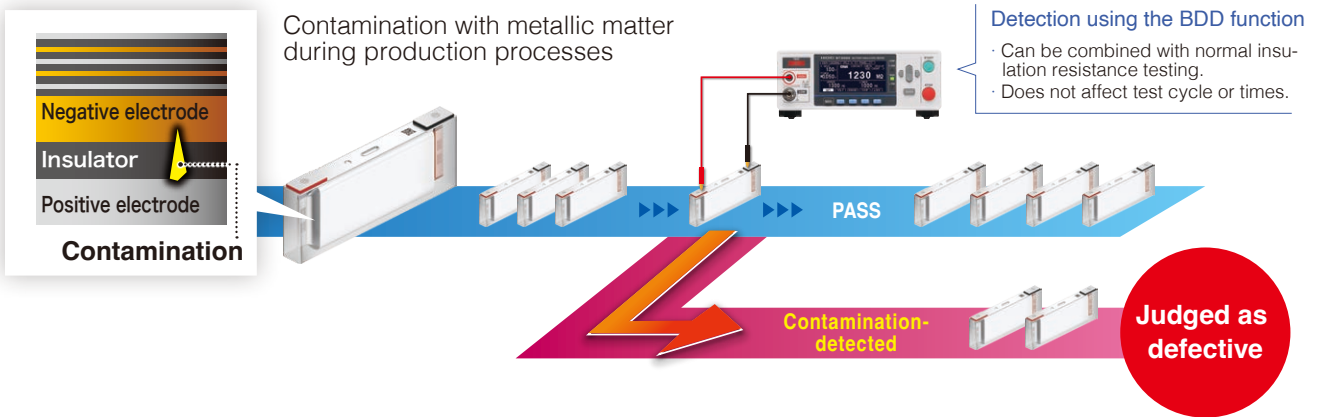 Contamination with metallic matter
during production processes
Negative electrode
Insulator
Positive electrode
Contamination
1230 MΩ
Detection using the BDD function
· Can be combined with normal insu-
lation resistance testing.
· Does not affect test cycle or times.
PASS
Contamination-
detected
Judged as
defective